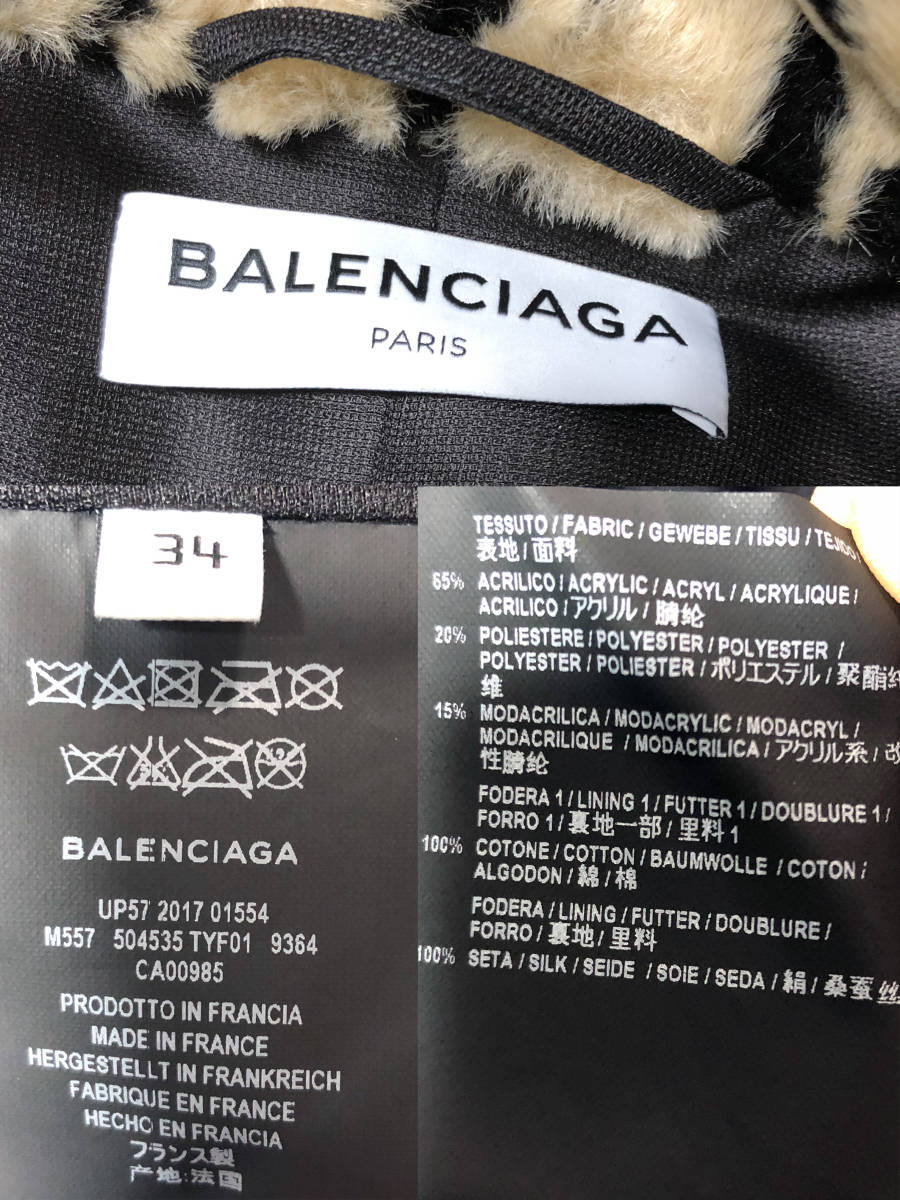 BALENCIAGA
PARIS
34
BALENCIAGA
UP57 2017 01554
M557 504535 TYF01 9364
CA00985
PRODOTTO IN FRANCIA
MADE IN FRANCE
HERGESTELLT IN FRANKREICH
FABRIQUE EN FRANCE
HECHO EN FRANCIA
フランス製
产地:法国
TESSUTO / FABRIC / GEWEBE / TISSU / TEJIDO
表地 / 面料
65% ACRILICO / ACRYLIC / ACRYL / ACRYLIQUE /
ACRILICO / アクリル / 腈纶
20% POLIESTERE / POLYESTER / POLYESTER /
POLYESTER / POLIESTER / ポリエステル / 聚酯纤
维
15% MODACRILICA / MODACRYLIC / MODACRYL /
MODACRILIQUE / MODACRILICA / アクリル系 / 改
性腈纶
FODERA 1 / LINING 1 / FUTTER 1 / DOUBLURE 1 /
FORRO 1 / 裏地一部 / 里料 1
100% COTONE / COTTON / BAUMWOLLE / COTON /
ALGODON / 綿 / 棉
FODERA / LINING / FUTTER / DOUBLURE /
FORRO / 裏地 / 里料
100% SETA / SILK / SEIDE / SOIE / SEDA / 絹 / 桑蚕丝